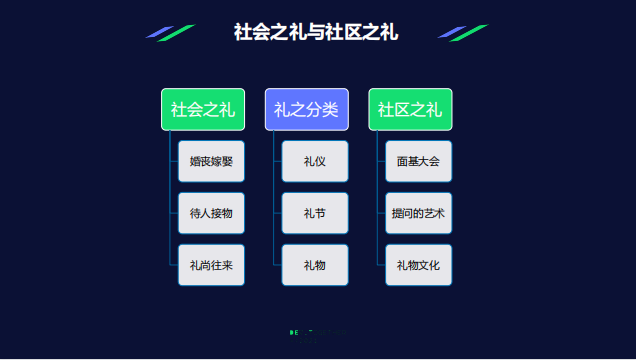 社会之礼与社区之礼
社会之礼
婚丧嫁娶
待人接物
礼尚往来
礼之分类
礼仪
礼节
礼物
社区之礼
面基大会
提问的艺术
礼物文化